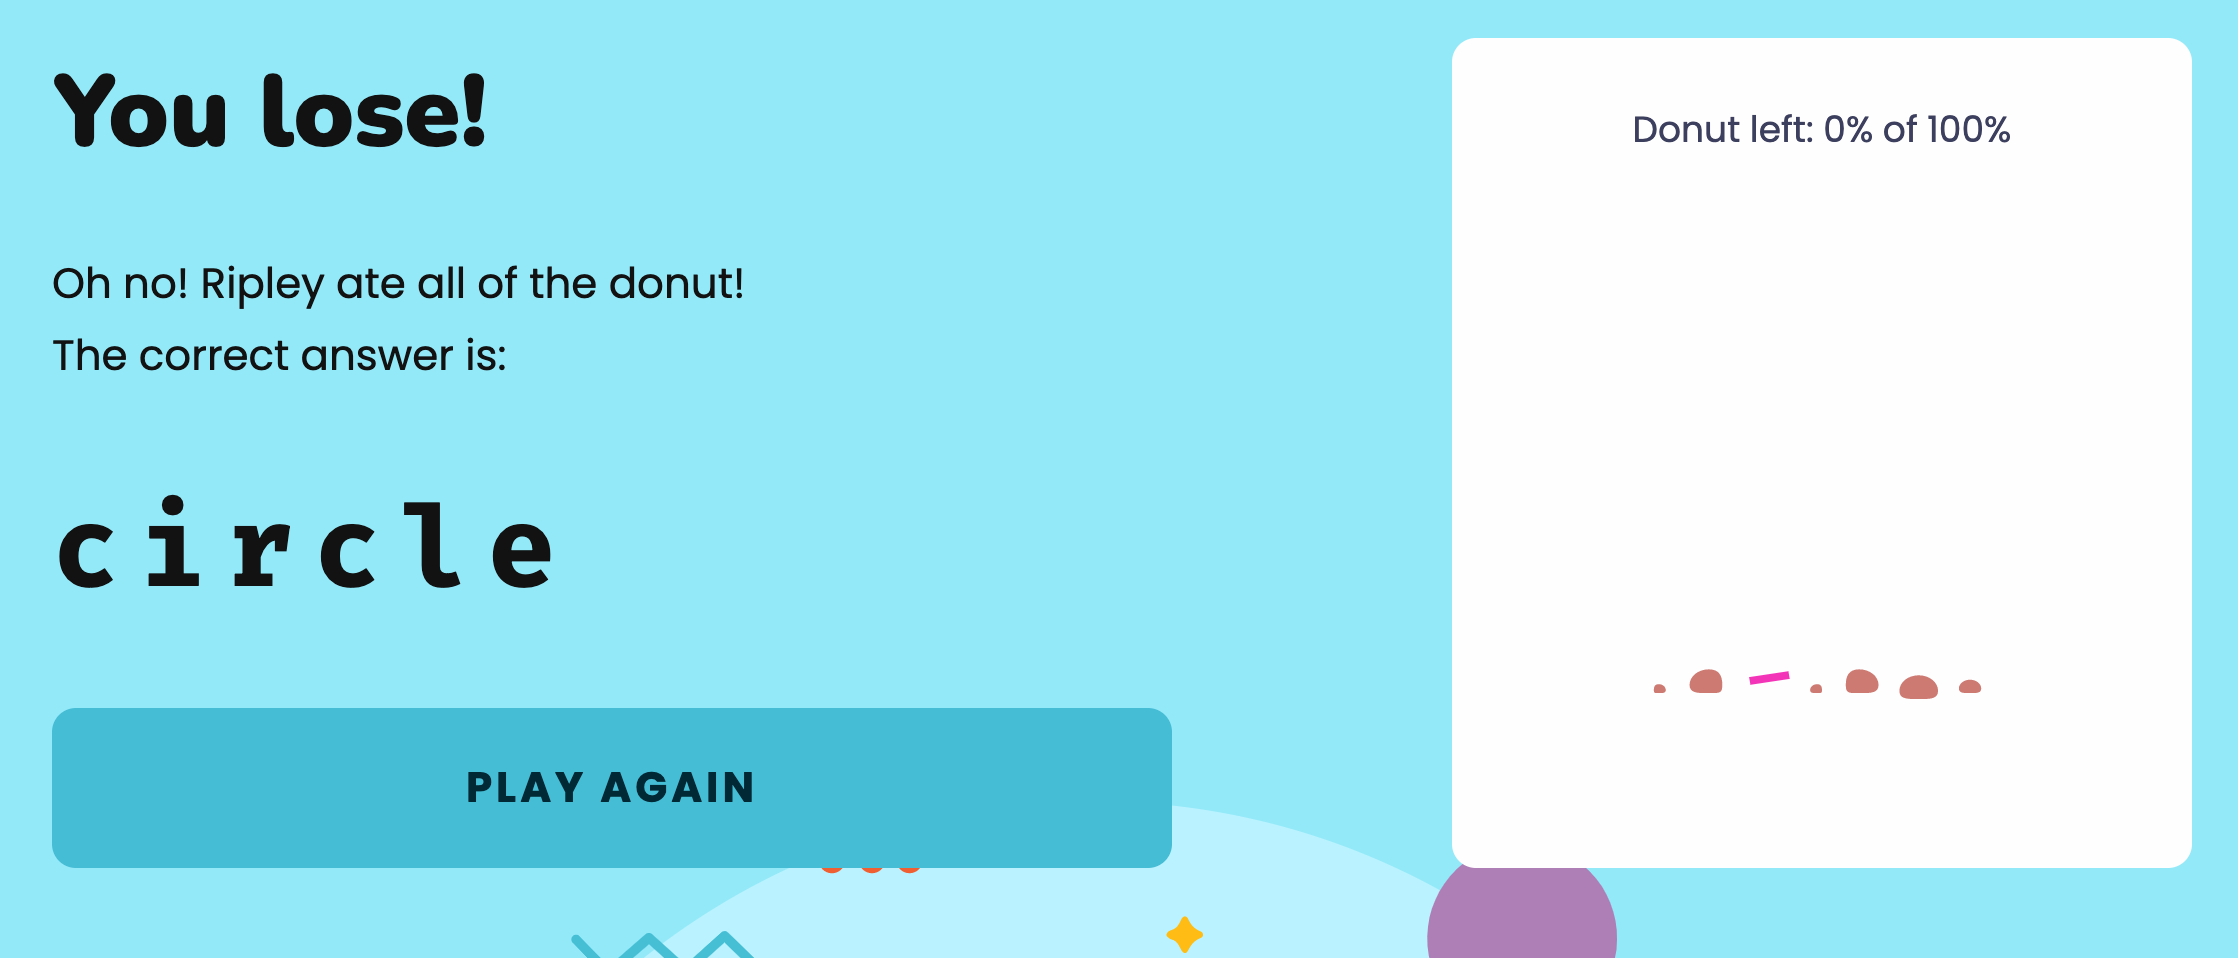 You lose!
Oh no! Ripley ate all of the donut!
The correct answer is:
circle
PLAY AGAIN
Donut left: 0% of 100%